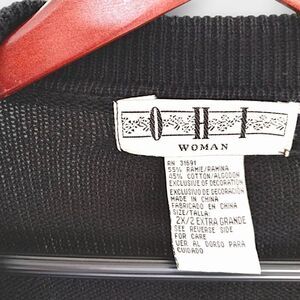 OHI
WOMAN
RN 31591
55% RAMIE/RAMINA
45% COTTON/ALGODON
EXCLUSIVE OF DECORATION
EXCLUSIVO DE DECORACION
MADE IN CHINA
FABRICADO EN CHINA
SIZE/TALLA:
2X/2 EXTRA GRANDE
SEE REVERSE SIDE
FOR CARE
VER AL DORSO PARA
CUIDADO